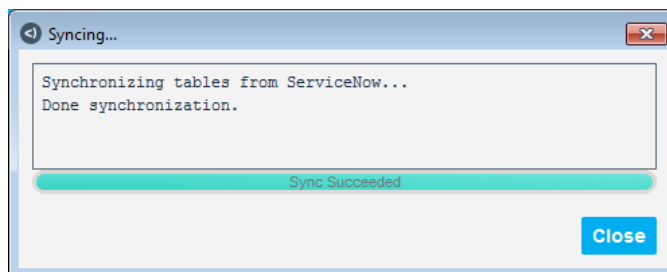 Syncing...
Synchronizing tables from ServiceNow...
Done synchronization.
Sync Succeeded
Close